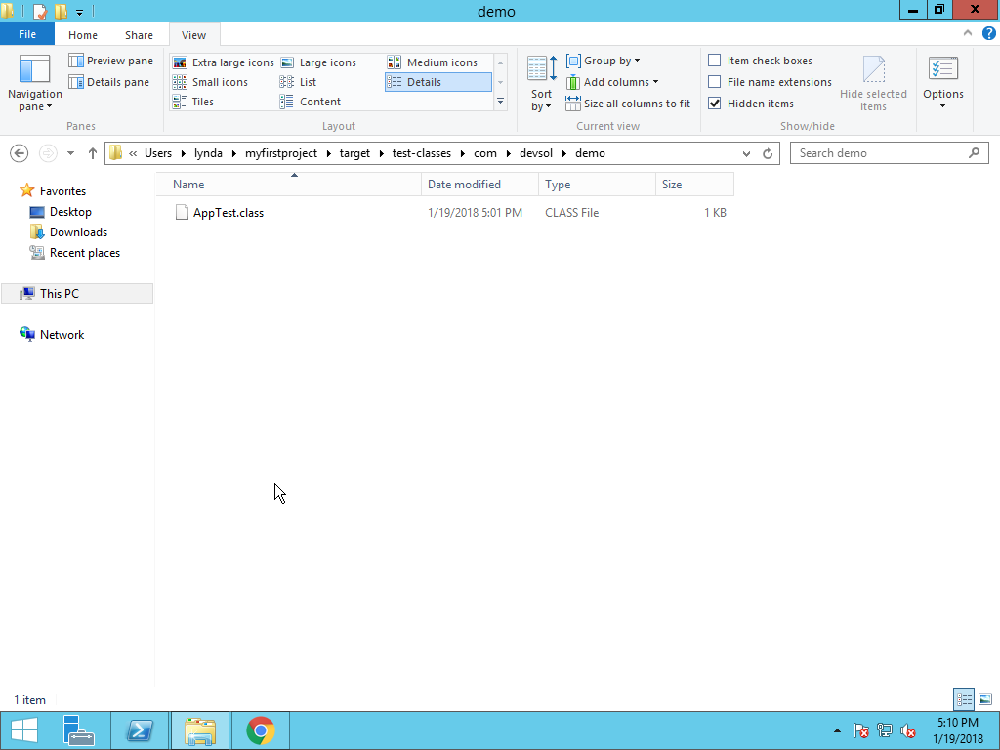 demo
File Home Share View
Navigation pane
Preview pane
Details pane
Panes
Extra large icons Large icons Medium icons
Small icons List Details
Tiles Content
Layout
Sort by
Group by
Add columns
Size all columns to fit
Current view
Item check boxes
File name extensions
Hidden items
Hide selected items
Show/hide
Options
« Users lynda myfirstproject target test-classes com devsol demo
Search demo
Favorites
Desktop
Downloads
Recent places
This PC
Network
Name Date modified Type Size
AppTest.class 1/19/2018 5:01 PM CLASS File 1 KB
1 item
5:10 PM
1/19/2018